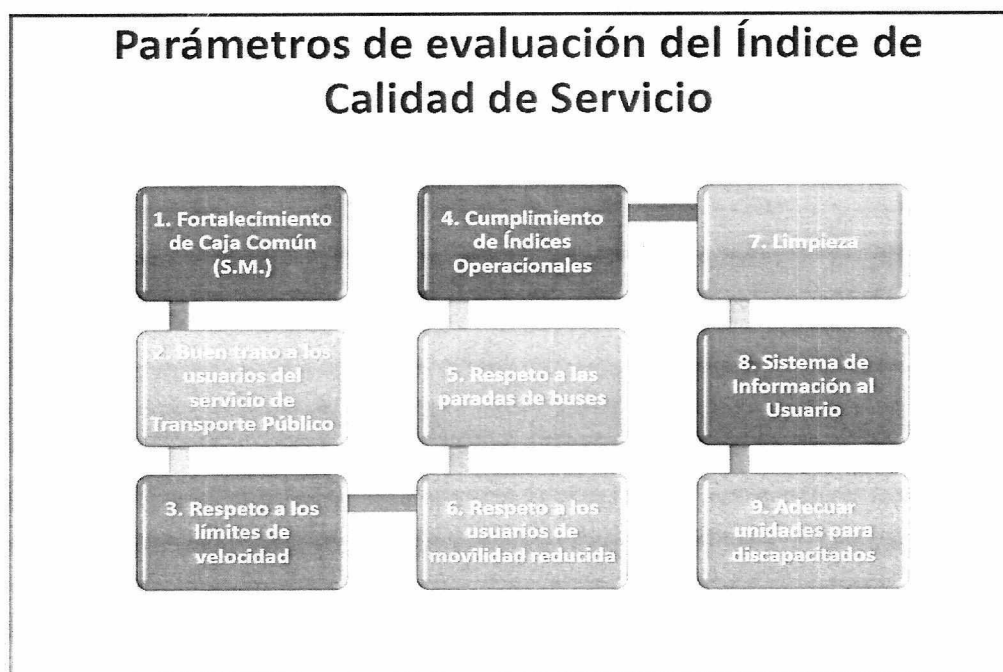 Parámetros de evaluación del Índice de
Calidad de Servicio
1. Fortalecimiento
de Caja Común
(S.M.)
2. Buen trato a los
usuarios del
servicio de
Transporte Público
3. Respeto a los
límites de
velocidad
4. Cumplimiento
de Índices
Operacionales
5. Respeto a las
paradas de buses
6. Respeto a los
usuarios de
movilidad reducida
7. Limpieza
8. Sistema de
Información al
Usuario
9. Adecuar
unidades para
discapacitados